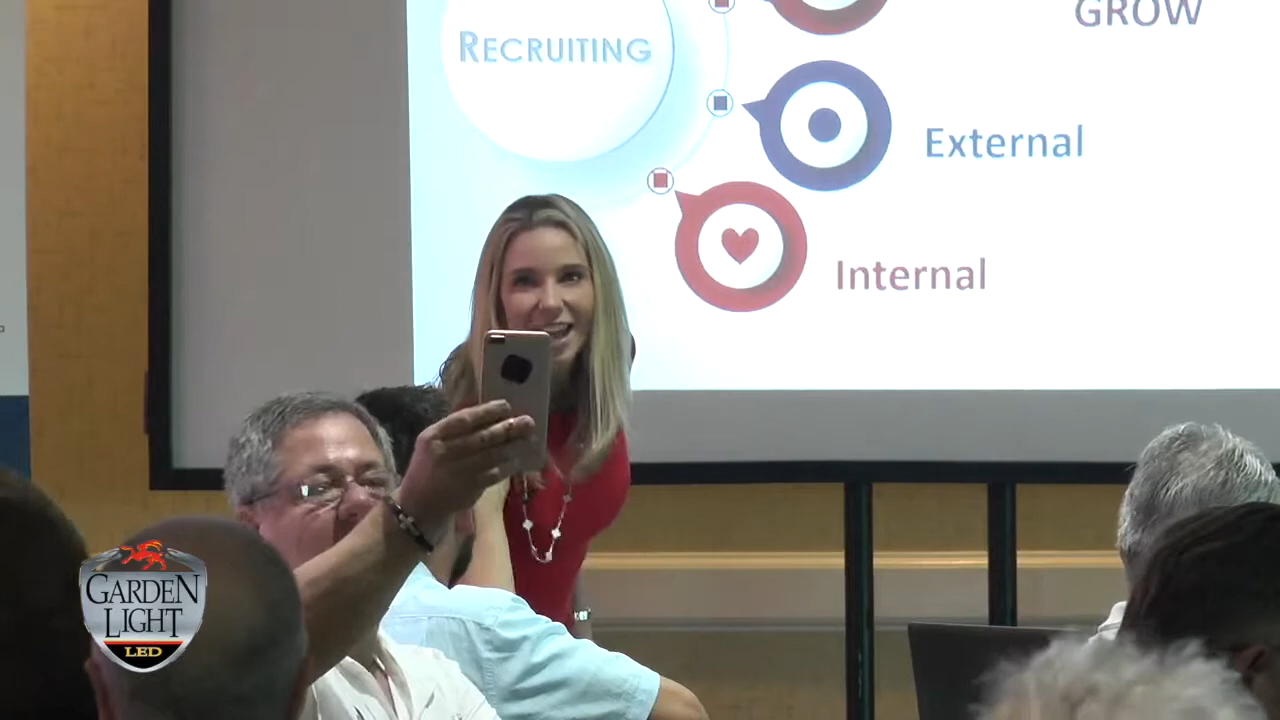 GROW
RECRUITING
External
Internal
GARDEN
LIGHT
LED